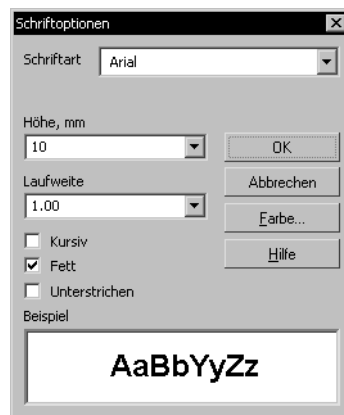 Schriftoptionen
Schriftart Arial
Höhe, mm
10
OK
Laufweite
Abbrechen
1.00
Farbe...
Kursiv
Fett
Hilfe
Unterstrichen
Beispiel
AaBbYyZz